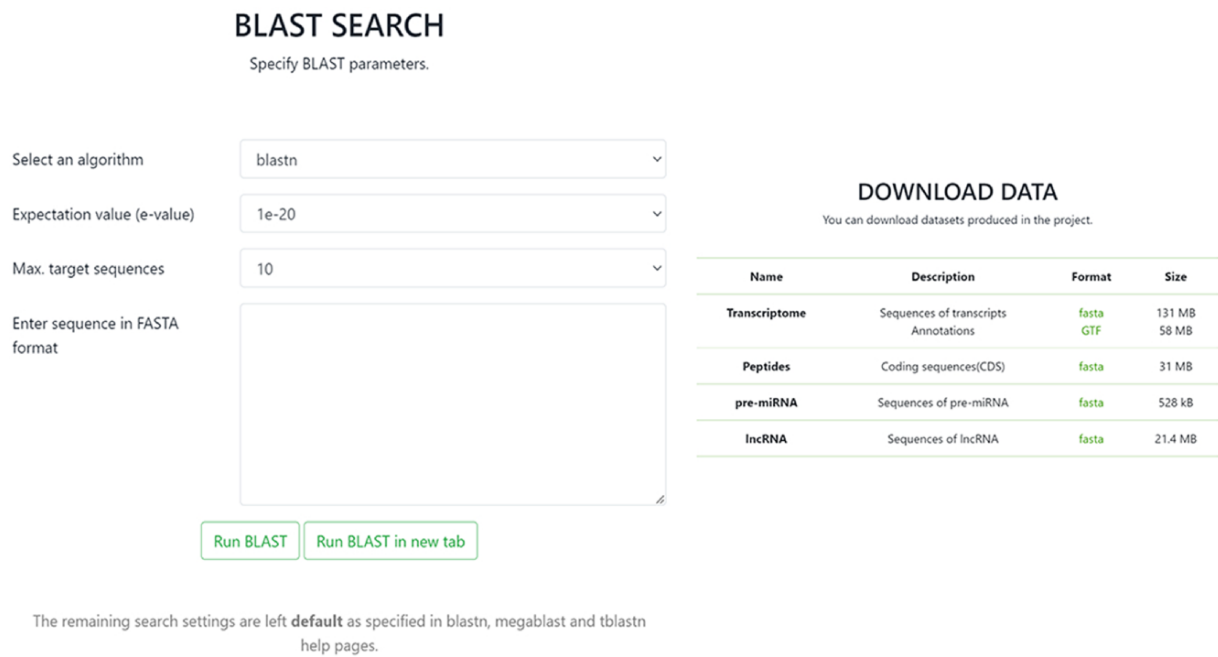 BLAST SEARCH
Specify BLAST parameters.
Select an algorithm
blastn
Expectation value (e-value)
1e-20
Max. target sequences
10
Enter sequence in FASTA
format
Run BLAST
Run BLAST in new tab
The remaining search settings are left default as specified in blastn, megablast and tblastn
help pages.
DOWNLOAD DATA
You can download datasets produced in the project.
Name Description Format Size
Transcriptome Sequences of transcripts fasta 131 MB
Annotations GTF 58 MB
Peptides Coding sequences(CDS) fasta 31 MB
pre-miRNA Sequences of pre-miRNA fasta 528 kB
lncRNA Sequences of lncRNA fasta 21.4 MB